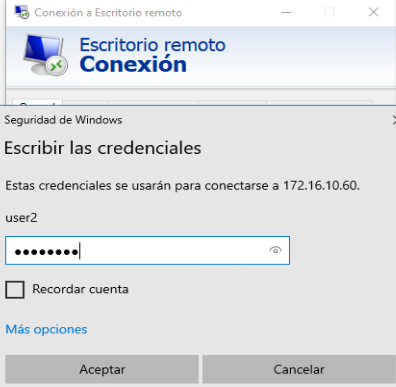 Conexión a Escritorio remoto
Escritorio remoto
Conexión
Seguridad de Windows
Escribir las credenciales
Estas credenciales se usarán para conectarse a 172.16.10.60.
user2
Recordar cuenta
Más opciones
Aceptar
Cancelar